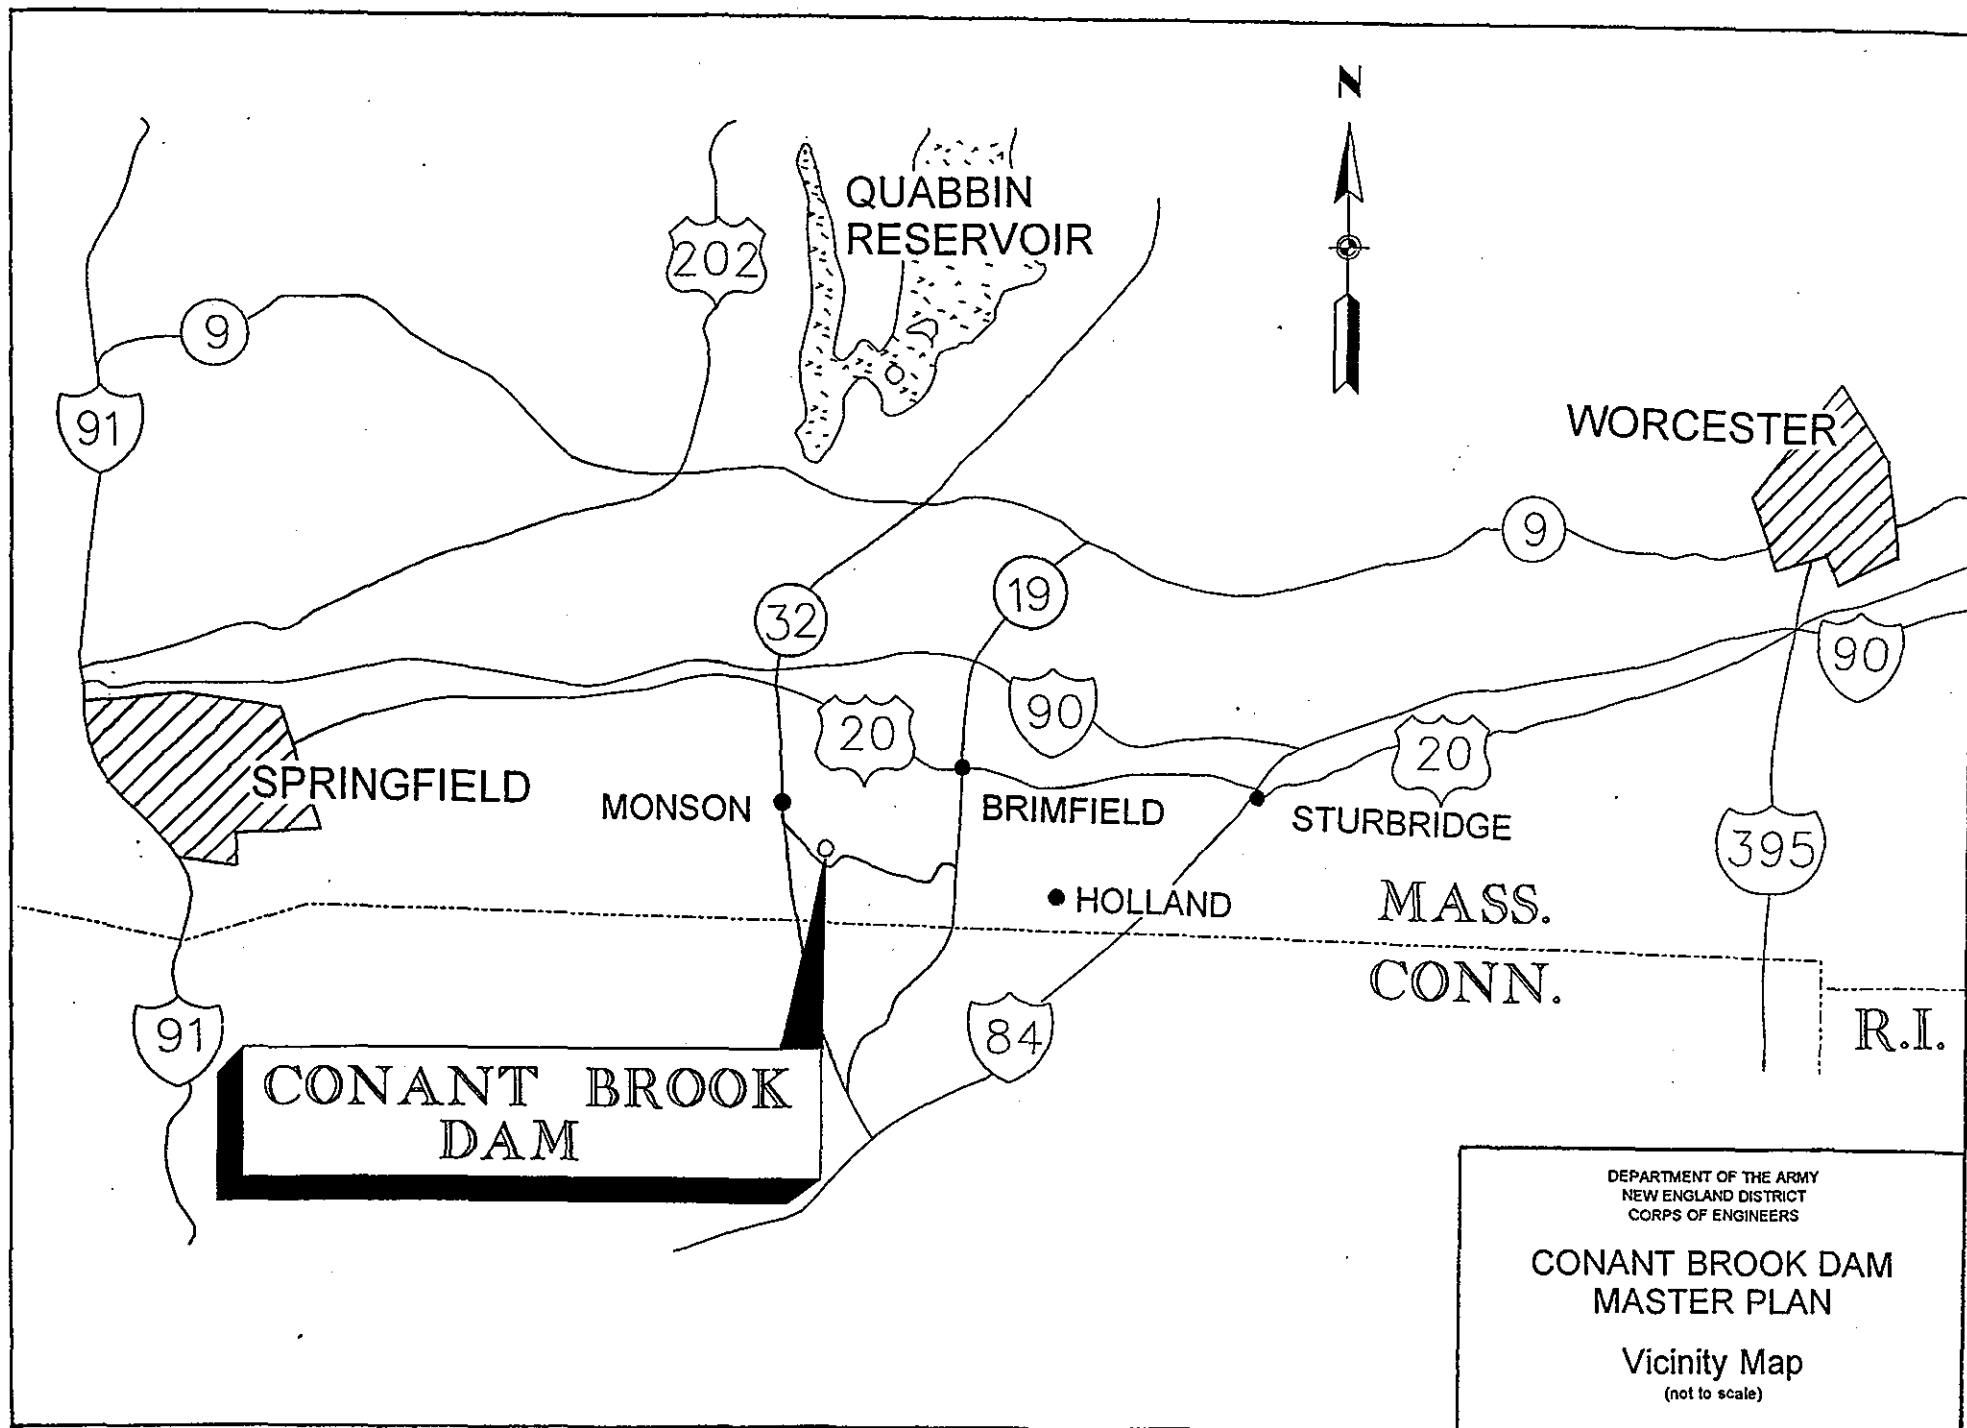 N
QUABBIN
RESERVOIR
202
9
91
WORCESTER
9
19
32
90
90
20
20
SPRINGFIELD
MONSON
BRIMFIELD
STURBRIDGE
395
HOLLAND
MASS.
CONN.
R.I.
91
84
CONANT BROOK
DAM
DEPARTMENT OF THE ARMY
NEW ENGLAND DISTRICT
CORPS OF ENGINEERS
CONANT BROOK DAM
MASTER PLAN
Vicinity Map
(not to scale)